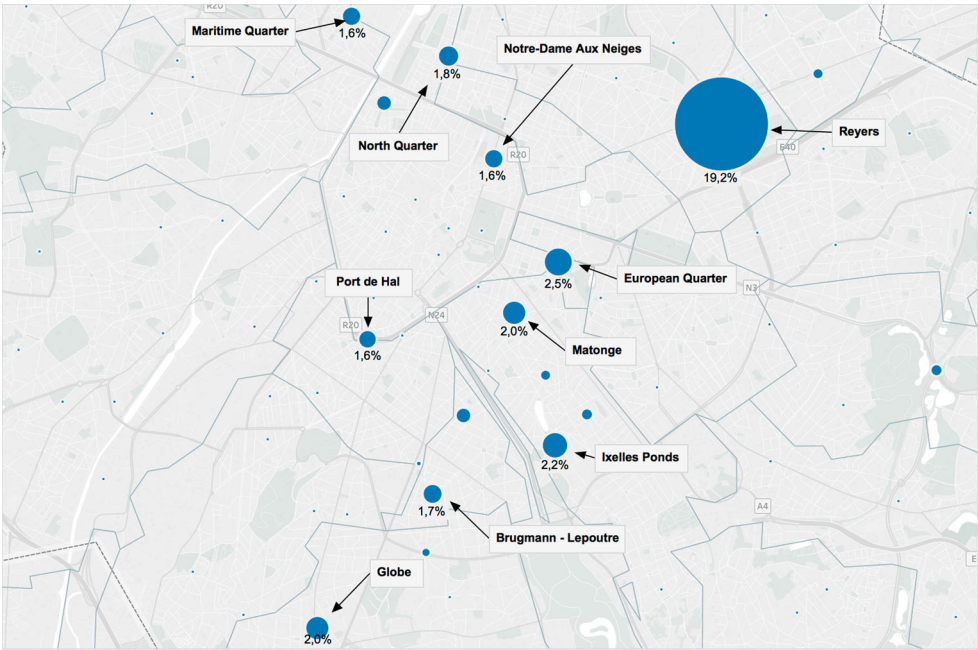 R20
Maritime Quarter
1,6%
Notre-Dame Aux Neiges
1,8%
North Quarter
Reyers
R20
E40
1,6%
19,2%
Port de Hal
European Quarter
2,5%
N3
R20
N24
2,0%
Matonge
1,6%
Ixelles Ponds
2,2%
1,7%
A4
Brugmann - Lepoutre
E
Globe
2,0%